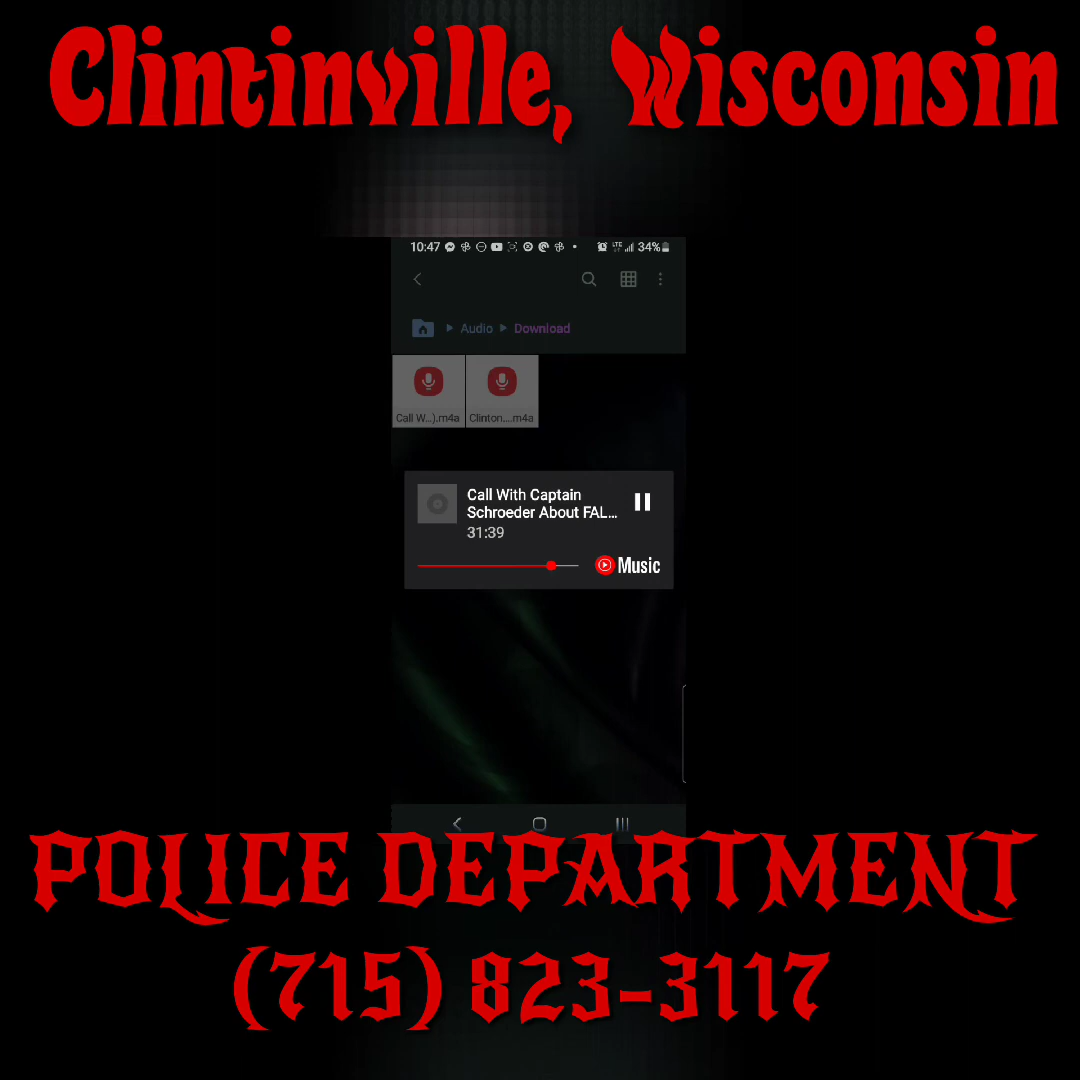 Clintinville, Wisconsin
10:47 LTE 34%
Audio Download
Call W...).m4a Clinton....m4a
Call With Captain
Schroeder About FAL...
31:39
Music
POLICE DEPARTMENT
(715) 823-3117